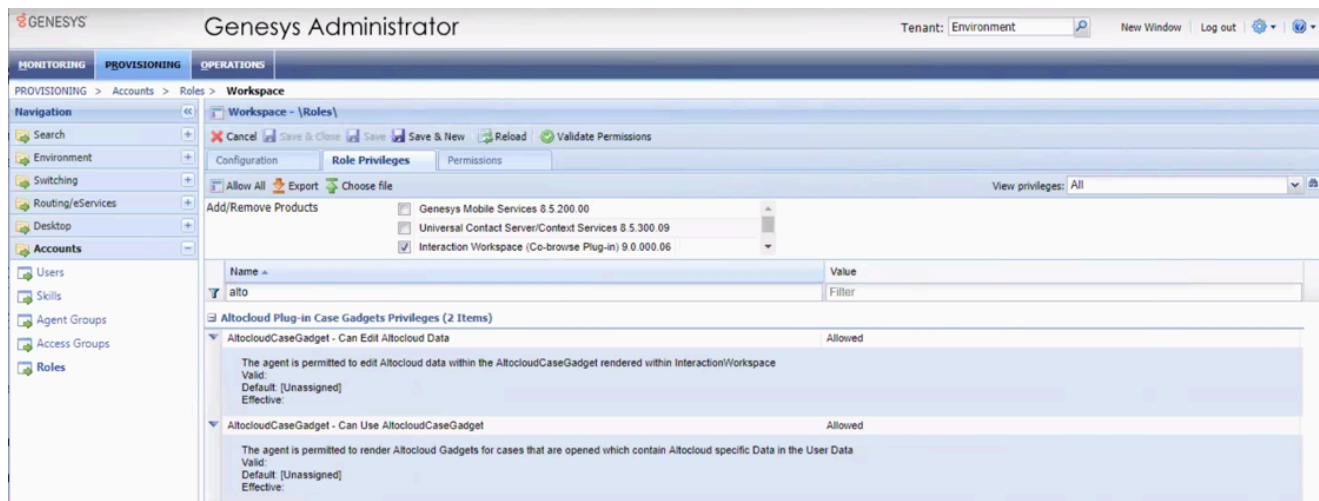 GENESYS
Genesys Administrator
Tenant: Environment
New Window Log out
MONITORING PROVISIONING OPERATIONS
PROVISIONING > Accounts > Roles > Workspace
Navigation
Workspace - \Roles\
Search
Cancel Save & Close Save Save & New Reload Validate Permissions
Environment
Configuration Role Privileges Permissions
Switching
Allow All Export Choose file
View privileges: All
Routing/eServices
Add/Remove Products
Genesys Mobile Services 8.5.200.00
Desktop
Universal Contact Server/Context Services 8.5.300.09
Accounts
Interaction Workspace (Co-browse Plug-in) 9.0.000.06
Users
Name Value
Skills
alto Filter
Agent Groups
Altocloud Plug-in Case Gadgets Privileges (2 Items)
Access Groups
AltocloudCaseGadget - Can Edit Altocloud Data Allowed
Roles
The agent is permitted to edit Altocloud data within the AltocloudCaseGadget rendered within InteractionWorkspace
Valid:
Default: [Unassigned]
Effective:
AltocloudCaseGadget - Can Use AltocloudCaseGadget Allowed
The agent is permitted to render Altocloud Gadgets for cases that are opened which contain Altocloud specific Data in the User Data
Valid:
Default: [Unassigned]
Effective: